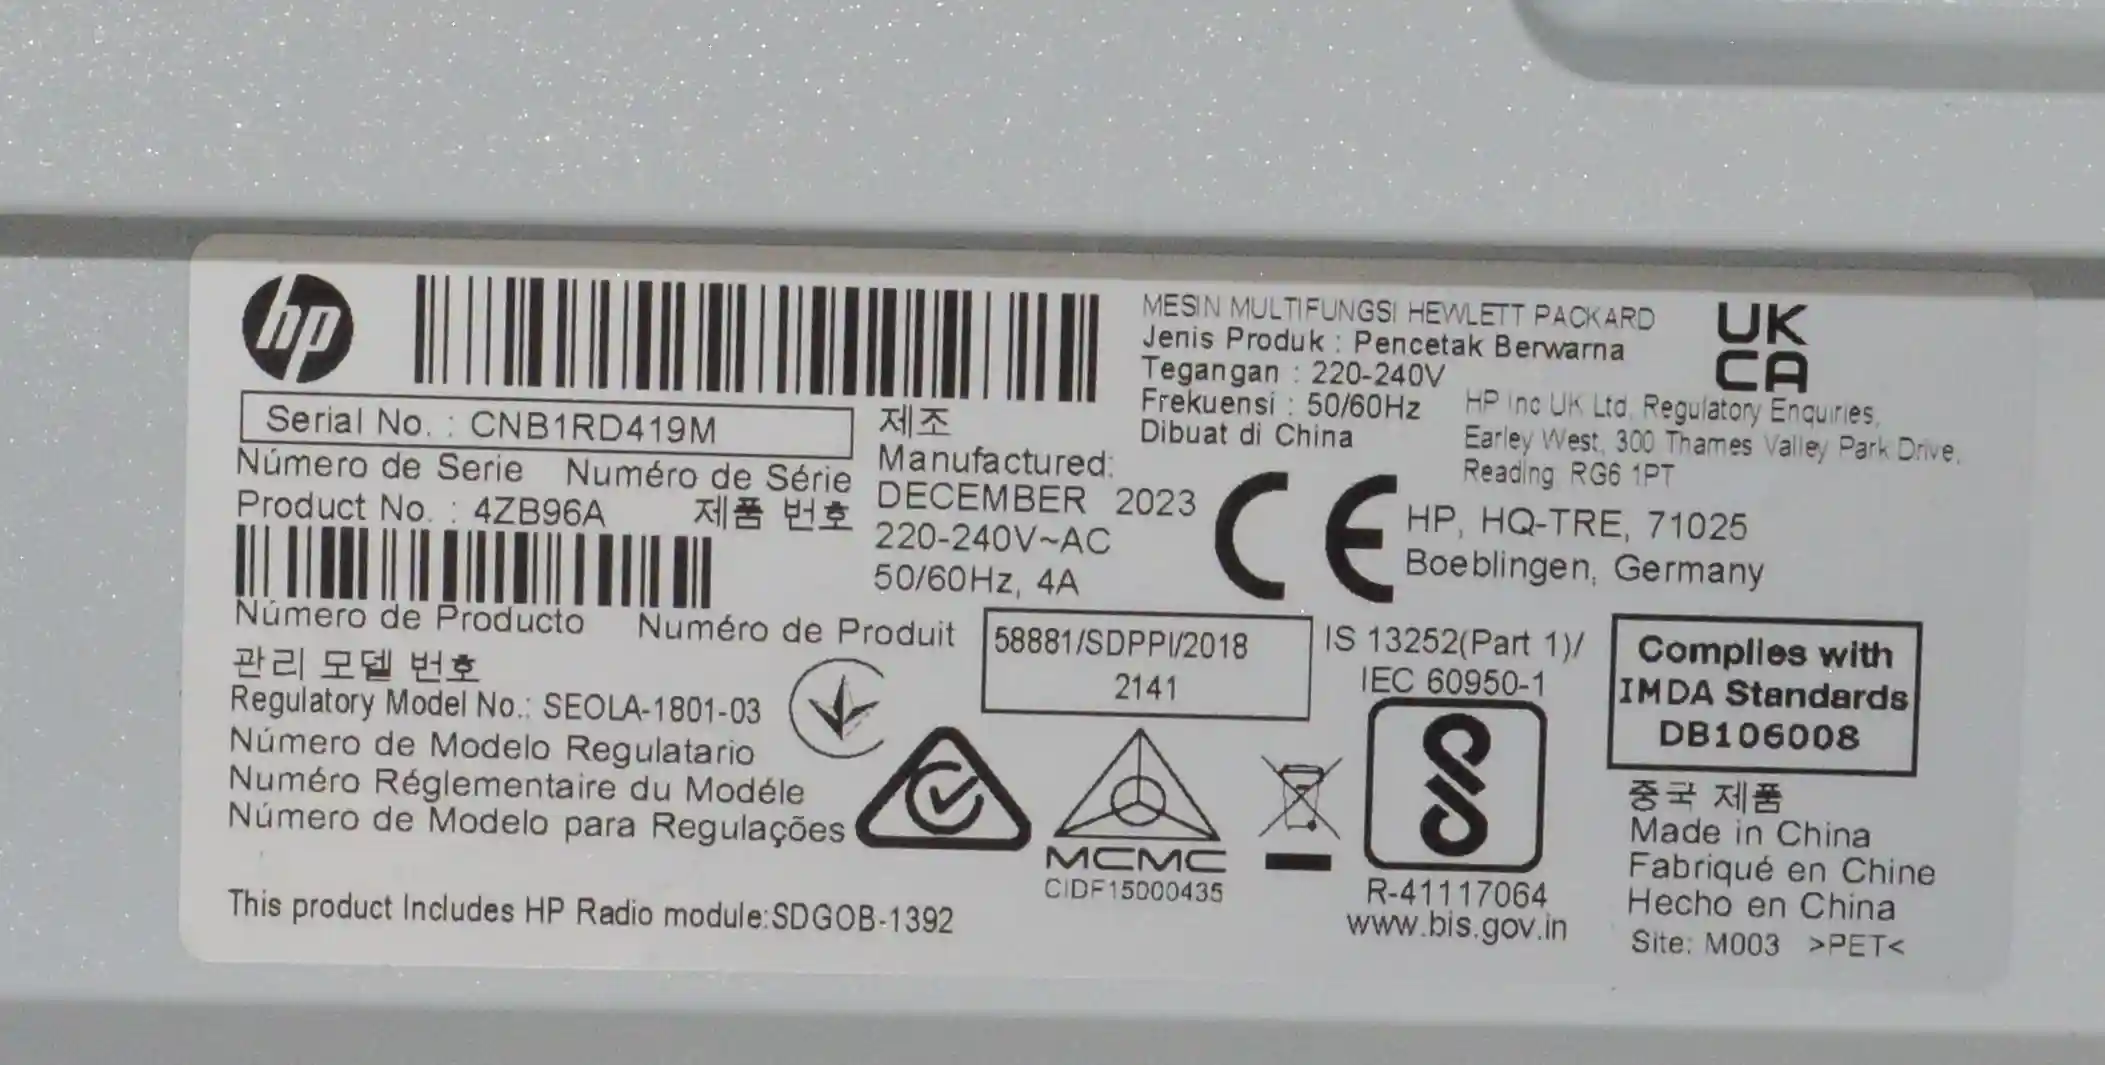 hp
Serial No. : CNB1RD419M
Número de Serie Numéro de Série
Product No. : 4ZB96A 제품 번호
Número de Producto Numéro de Produit
관리 모델 번호
Regulatory Model No.: SEOLA-1801-03
Número de Modelo Regulatario
Numéro Réglementaire du Modéle
Número de Modelo para Regulações
This product Includes HP Radio module:SDGOB-1392
제조
Manufactured:
DECEMBER 2023
220-240V~AC
50/60Hz, 4A
MESIN MULTIFUNGSI HEWLETT PACKARD
Jenis Produk : Pencetak Berwarna
Tegangan : 220-240V
Frekuensi : 50/60Hz
Dibuat di China
UK
CA
HP Inc UK Ltd, Regulatory Enquiries,
Earley West, 300 Thames Valley Park Drive,
Reading, RG6 1PT
CE
HP, HQ-TRE, 71025
Boeblingen, Germany
58881/SDPPI/2018
2141
MCMC
CIDF15000435
IS 13252(Part 1)/
IEC 60950-1
R-41117064
www.bis.gov.in
Complies with
IMDA Standards
DB106008
중국 제품
Made in China
Fabriqué en Chine
Hecho en China
Site: M003 >PET<